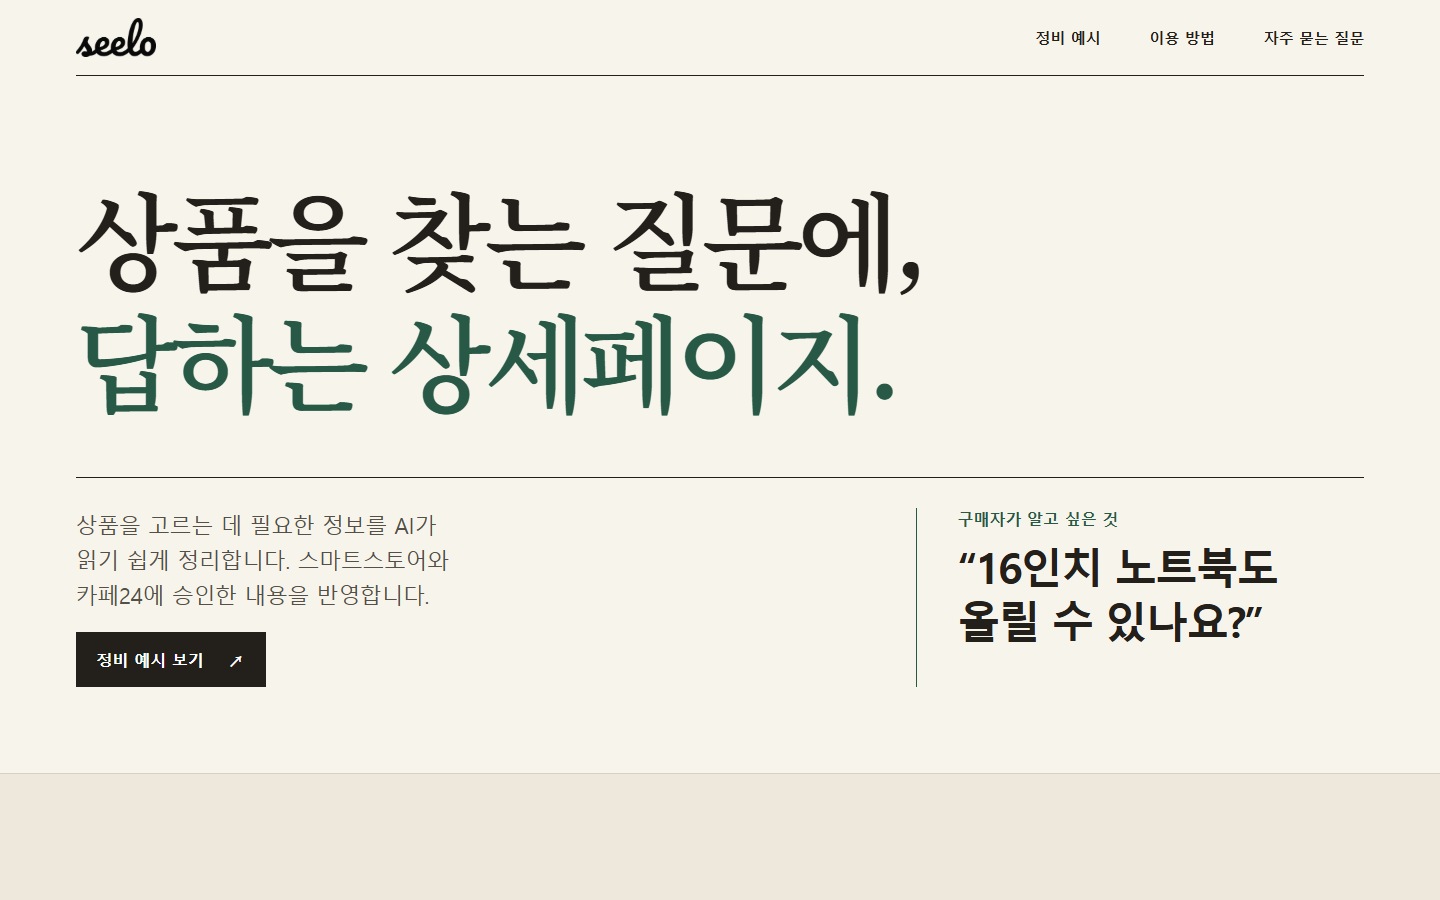 seelo
정비 예시
이용 방법
자주 묻는 질문
상품을 찾는 질문에,
답하는 상세페이지.
상품을 고르는 데 필요한 정보를 AI가
읽기 쉽게 정리합니다. 스마트스토어와
카페24에 승인한 내용을 반영합니다.
정비 예시 보기 ↗
구매자가 알고 싶은 것
“16인치 노트북도
올릴 수 있나요?”